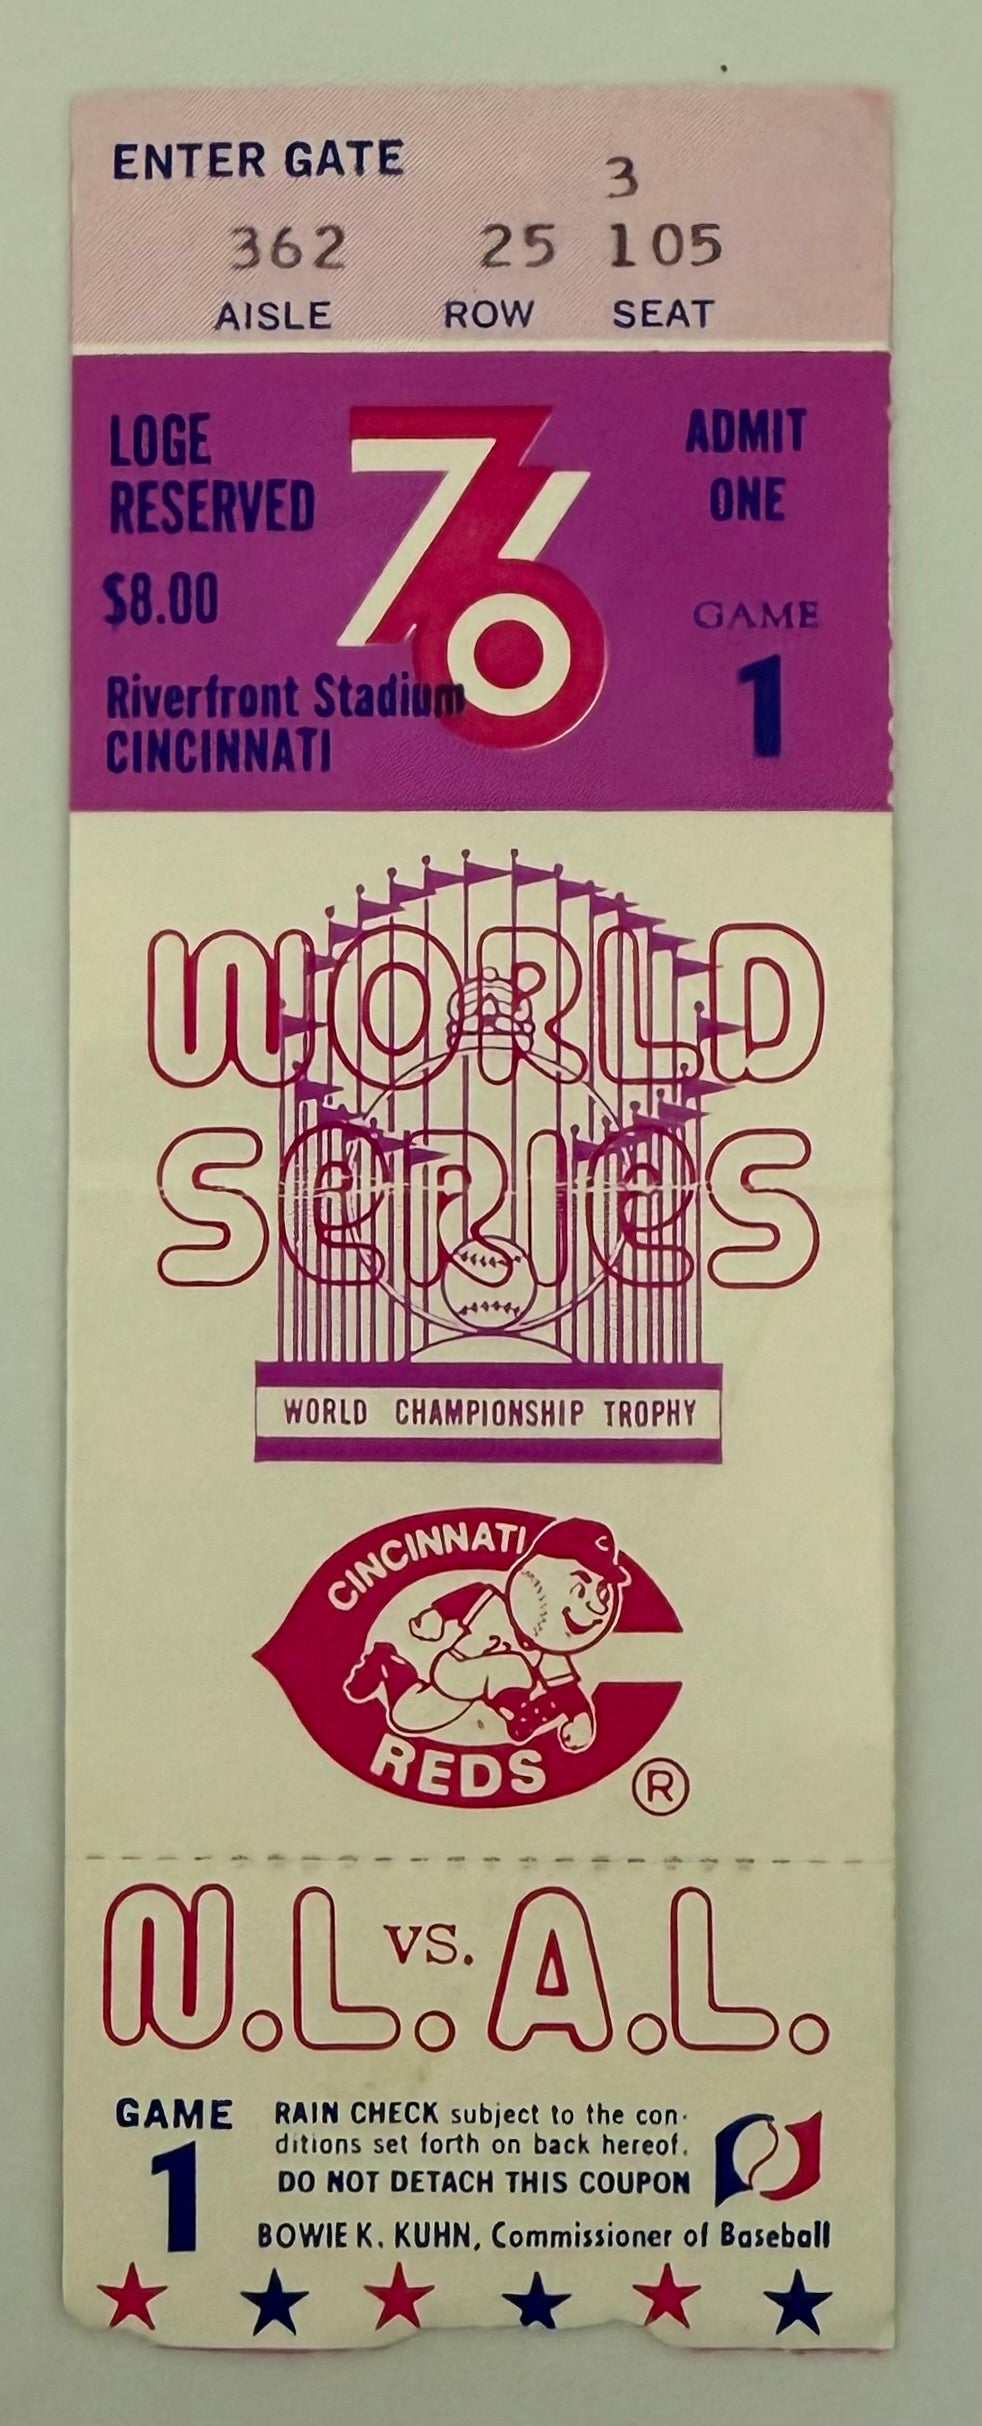 ENTER GATE 3
362 25 105
AISLE ROW SEAT
LOGE
RESERVED
$8.00
Riverfront Stadium
CINCINNATI
76
ADMIT
ONE
GAME
1
WORLD
SERIES
WORLD CHAMPIONSHIP TROPHY
CINCINNATI
REDS
®
N.L. vs. A.L.
GAME
1
RAIN CHECK subject to the con-
ditions set forth on back hereof.
DO NOT DETACH THIS COUPON
BOWIE K. KUHN, Commissioner of Baseball